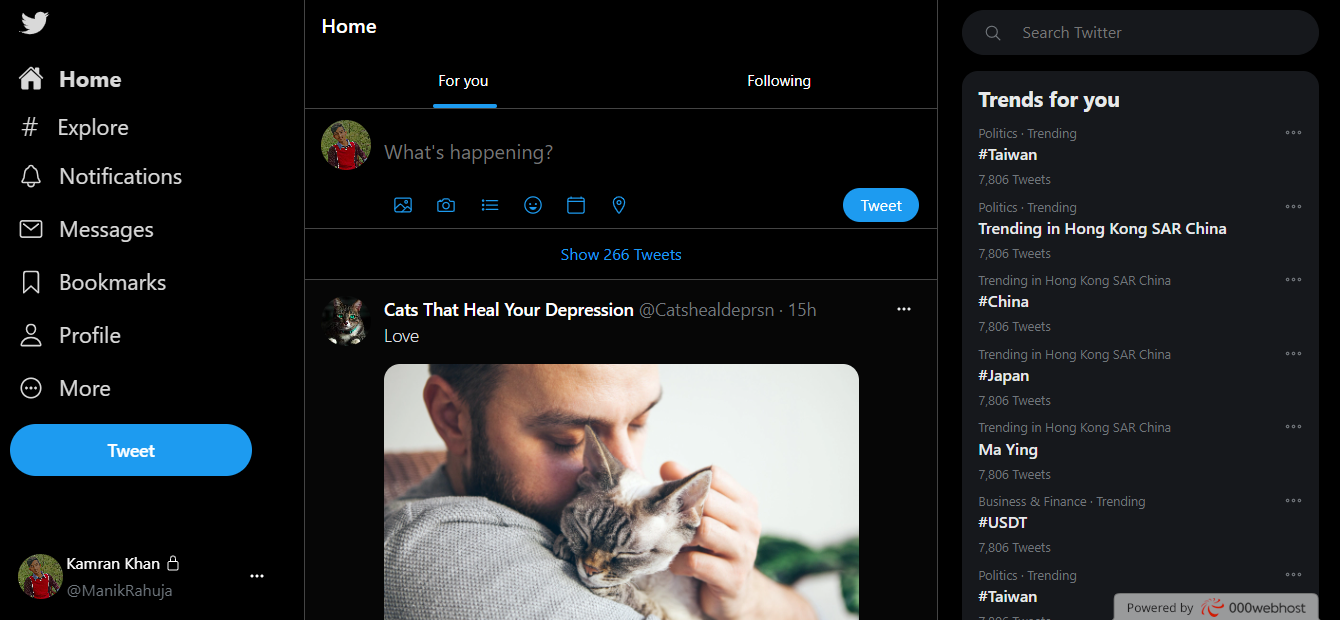 Home
Explore
Notifications
Messages
Bookmarks
Profile
More
Tweet
Kamran Khan
@ManikRahuja
Home
For you
Following
What's happening?
Tweet
Show 266 Tweets
Cats That Heal Your Depression @Catshealdeprsn · 15h
Love
Search Twitter
Trends for you
Politics · Trending
#Taiwan
7,806 Tweets
Politics · Trending
Trending in Hong Kong SAR China
7,806 Tweets
Trending in Hong Kong SAR China
#China
7,806 Tweets
Trending in Hong Kong SAR China
#Japan
7,806 Tweets
Trending in Hong Kong SAR China
Ma Ying
7,806 Tweets
Business & Finance · Trending
#USDT
7,806 Tweets
Politics · Trending
#Taiwan
7,806 Tweets
Powered by 000webhost